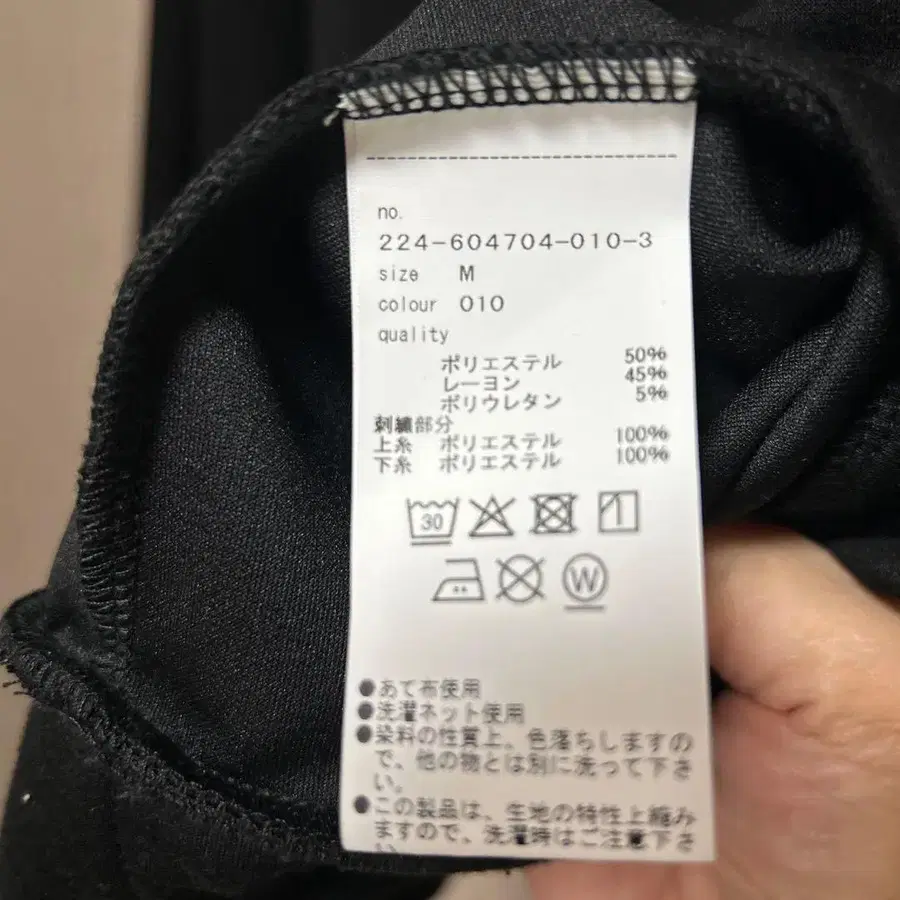 no.
224-604704-010-3
size M
colour 010
quality
ポリエステル 50%
レーヨン 45%
ポリウレタン 5%
刺繍部分
上糸 ポリエステル 100%
下糸 ポリエステル 100%
30
W
●あて布使用
●洗濯ネット使用
●染料の性質上、色落ちしますの
で、他の物とは別に洗って下さ
い。
●この製品は、生地の特性上縮み
ますので、洗濯時はご注意下さ
い